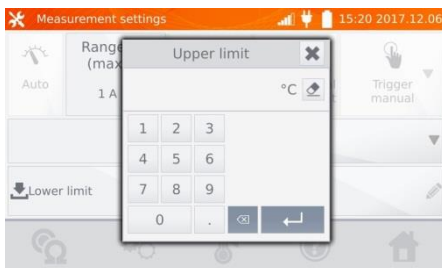 Measurement settings 15:20 2017.12.06
Auto
Range
(max
1 A
Upper limit
°C
Trigger
manual
1 2 3
4 5 6
7 8 9
0 .
Lower limit